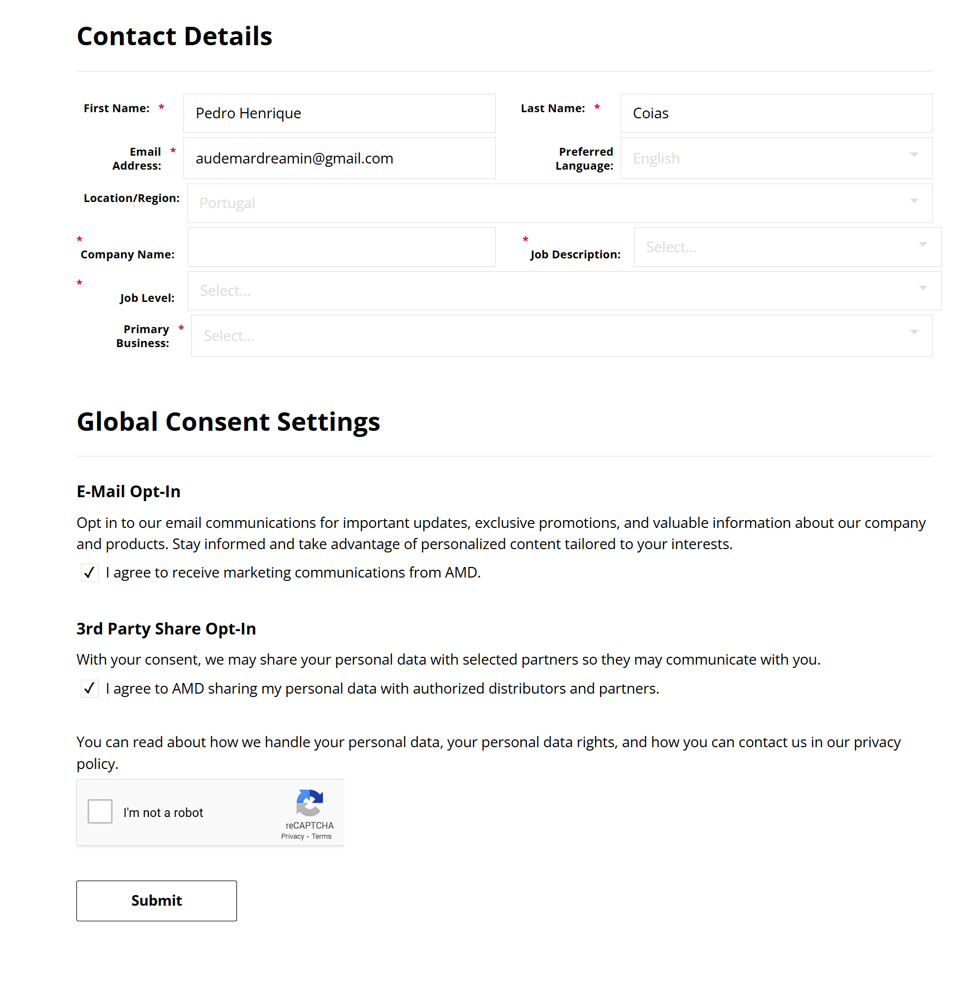 Contact Details
First Name: *
Pedro Henrique
Last Name: *
Coias
Email *
Address:
audemardreamin@gmail.com
Preferred
Language:
English
Location/Region:
Portugal
*
Company Name:
*
Job Description:
Select...
*
Job Level:
Select...
Primary *
Business:
Select...
Global Consent Settings
E-Mail Opt-In
Opt in to our email communications for important updates, exclusive promotions, and valuable information about our company
and products. Stay informed and take advantage of personalized content tailored to your interests.
I agree to receive marketing communications from AMD.
3rd Party Share Opt-In
With your consent, we may share your personal data with selected partners so they may communicate with you.
I agree to AMD sharing my personal data with authorized distributors and partners.
You can read about how we handle your personal data, your personal data rights, and how you can contact us in our privacy
policy.
I'm not a robot
reCAPTCHA
Privacy - Terms
Submit